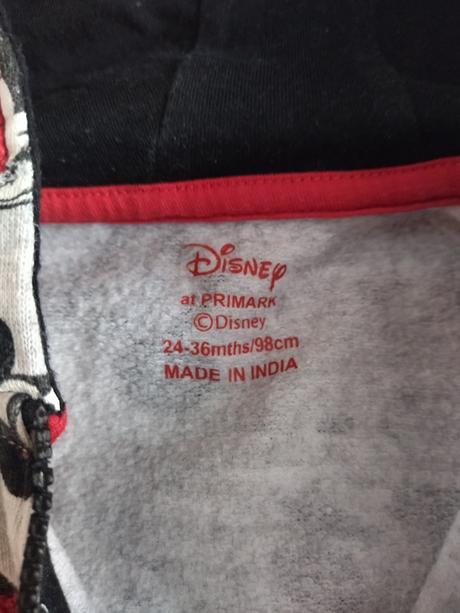 Disney
at PRIMARK
©Disney
24-36mths/98cm
MADE IN INDIA